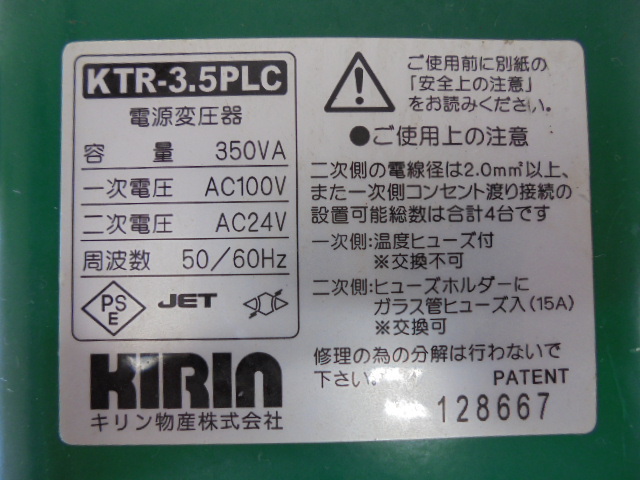 KTR-3.5PLC
電源変圧器
容量 350VA
一次電圧 AC100V
二次電圧 AC24V
周波数 50/60Hz
PS
E
JET
KIRIN
キリン物産株式会社
ご使用前に別紙の
「安全上の注意」
をお読みください。
●ご使用上の注意
二次側の電線径は2.0m㎡以上、
また一次側コンセント渡り接続の
設置可能総数は合計4台です
一次側:温度ヒューズ付
※交換不可
二次側:ヒューズホルダーに
ガラス管ヒューズ入(15A)
※交換可
修理の為の分解は行わないで
下さい。
PATENT
128667